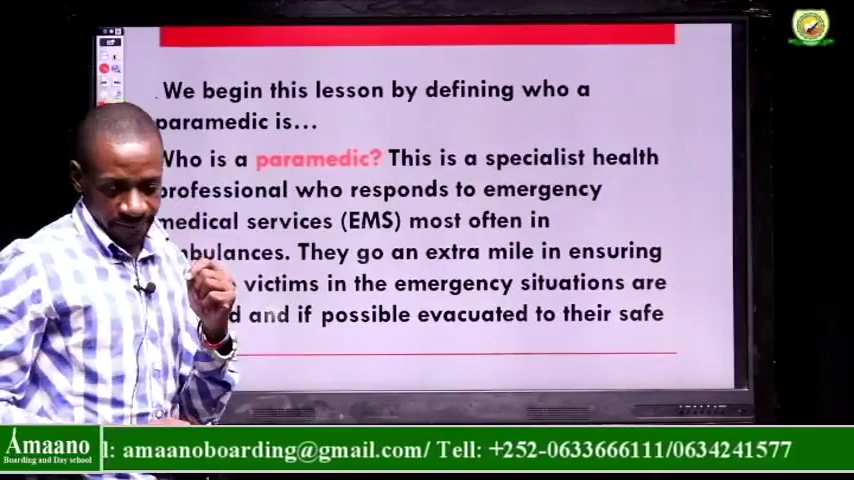 . We begin this lesson by defining who a
paramedic is...
Who is a paramedic? This is a specialist health
professional who responds to emergency
medical services (EMS) most often in
ambulances. They go an extra mile in ensuring
victims in the emergency situations are
and if possible evacuated to their safe
Amaano
Boarding and Day school
l: amaanoboarding@gmail.com/ Tell: +252-0633666111/0634241577